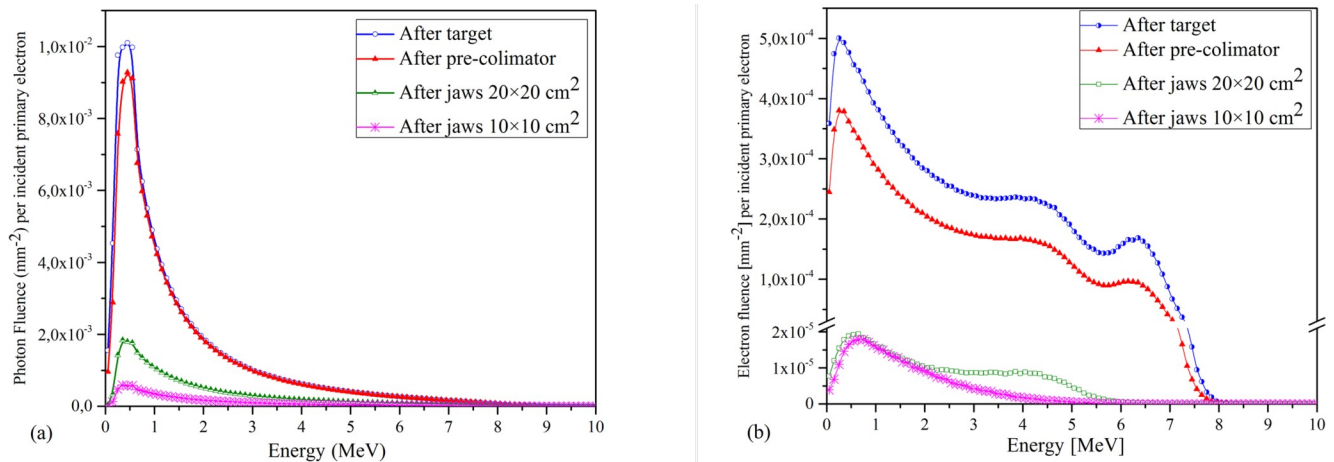 Photon Fluence (mm⁻²) per incident primary electron
1,0x10⁻²
8,0x10⁻³
6,0x10⁻³
4,0x10⁻³
2,0x10⁻³
0,0
After target
After pre-colimator
After jaws 20×20 cm²
After jaws 10×10 cm²
0 1 2 3 4 5 6 7 8 9 10
Energy (MeV)
(a)
Electron fluence [mm⁻²] per incident primary electron
5,0x10⁻⁴
4,0x10⁻⁴
3,0x10⁻⁴
2,0x10⁻⁴
1,0x10⁻⁴
2x10⁻⁵
1x10⁻⁵
0
After target
After pre-colimator
After jaws 20×20 cm²
After jaws 10×10 cm²
0 1 2 3 4 5 6 7 8 9 10
Energy [MeV]
(b)